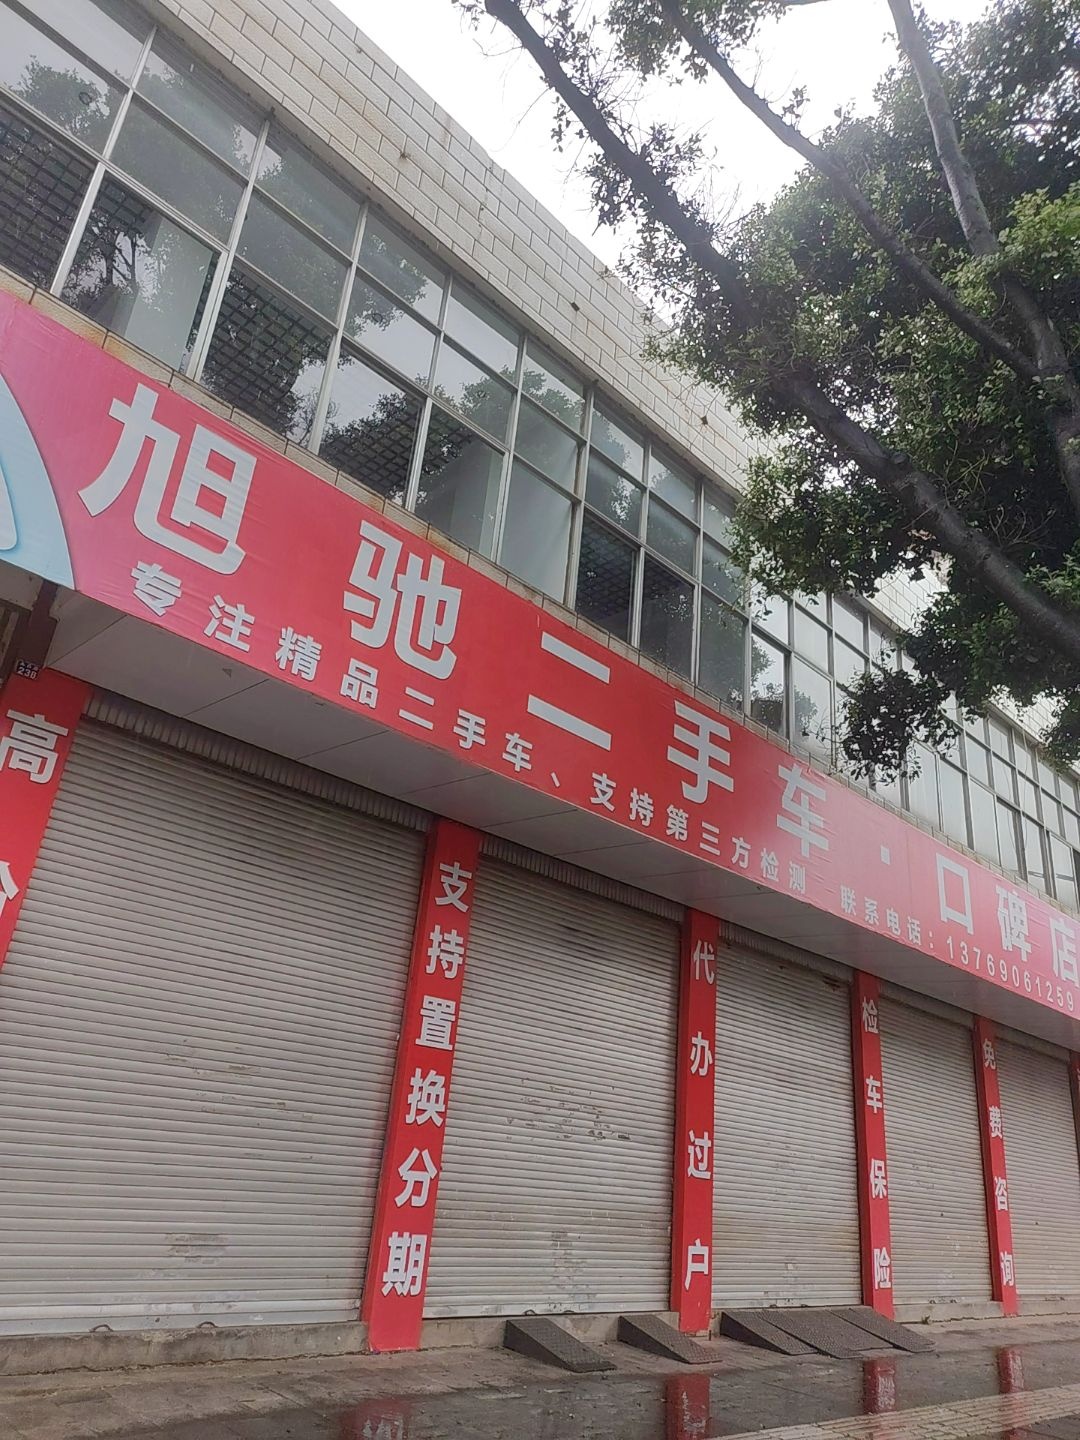 旭驰二手车·口碑店
专注精品二手车、支持第三方检测 联系电话：13769061259
高
支持置换分期
代办过户
检车保险
免费咨询